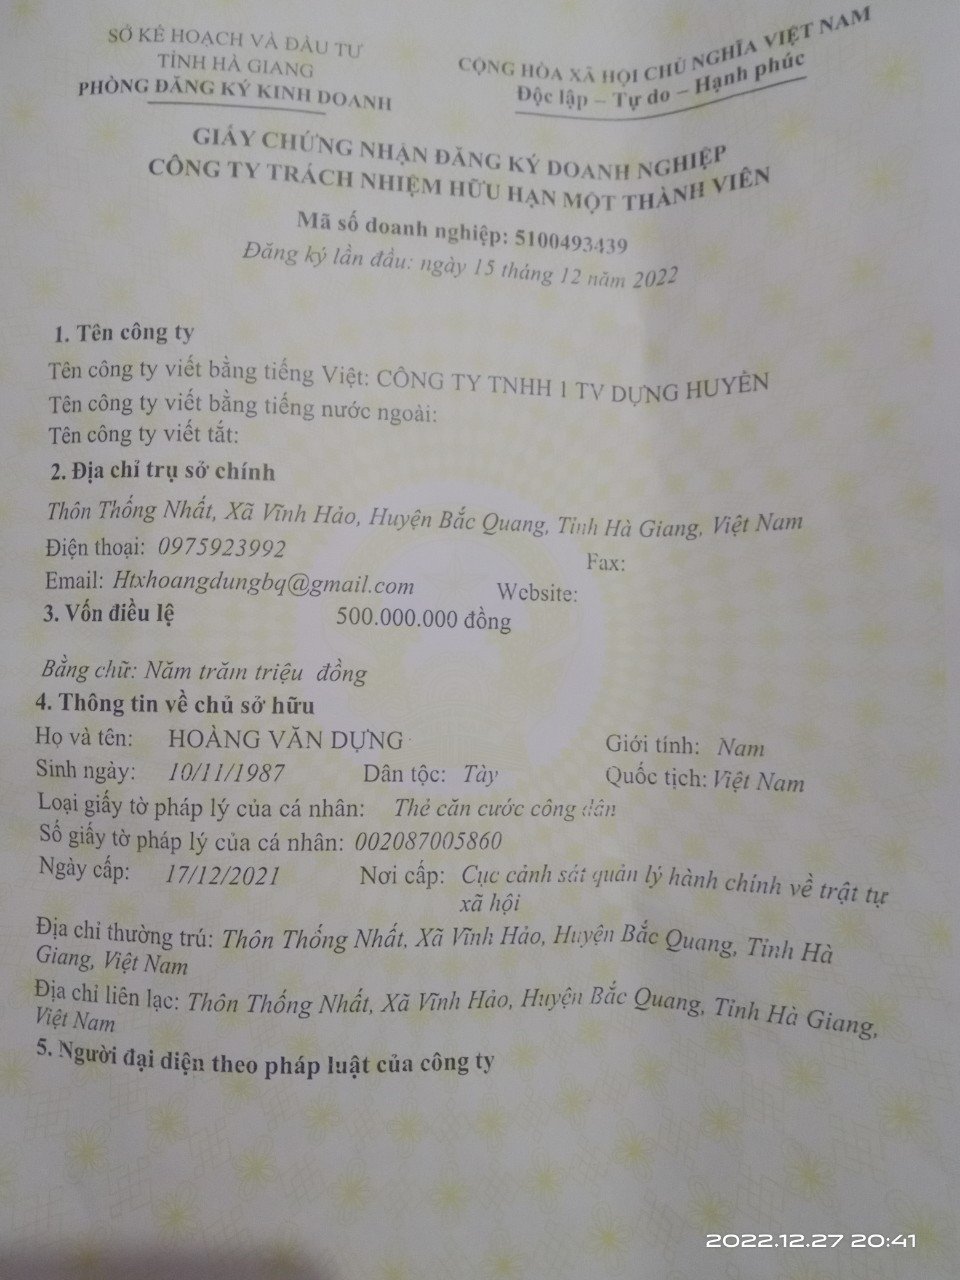 SỞ KẾ HOẠCH VÀ ĐẦU TƯ
TỈNH HÀ GIANG
PHÒNG ĐĂNG KÝ KINH DOANH
CỘNG HÒA XÃ HỘI CHỦ NGHĨA VIỆT NAM
Độc lập – Tự do – Hạnh phúc
GIẤY CHỨNG NHẬN ĐĂNG KÝ DOANH NGHIỆP
CÔNG TY TRÁCH NHIỆM HỮU HẠN MỘT THÀNH VIÊN
Mã số doanh nghiệp: 5100493439
Đăng ký lần đầu: ngày 15 tháng 12 năm 2022
1. Tên công ty
Tên công ty viết bằng tiếng Việt: CÔNG TY TNHH 1 TV DỰNG HUYÊN
Tên công ty viết bằng tiếng nước ngoài:
Tên công ty viết tắt:
2. Địa chỉ trụ sở chính
Thôn Thống Nhất, Xã Vĩnh Hảo, Huyện Bắc Quang, Tỉnh Hà Giang, Việt Nam
Điện thoại: 0975923992 Fax:
Email: Htxhoangdungbq@gmail.com Website:
3. Vốn điều lệ 500.000.000 đồng
Bằng chữ: Năm trăm triệu đồng
4. Thông tin về chủ sở hữu
Họ và tên: HOÀNG VĂN DỰNG Giới tính: Nam
Sinh ngày: 10/11/1987 Dân tộc: Tày Quốc tịch: Việt Nam
Loại giấy tờ pháp lý của cá nhân: Thẻ căn cước công dân
Số giấy tờ pháp lý của cá nhân: 002087005860
Ngày cấp: 17/12/2021 Nơi cấp: Cục cảnh sát quản lý hành chính về trật tự
xã hội
Địa chỉ thường trú: Thôn Thống Nhất, Xã Vĩnh Hảo, Huyện Bắc Quang, Tỉnh Hà
Giang, Việt Nam
Địa chỉ liên lạc: Thôn Thống Nhất, Xã Vĩnh Hảo, Huyện Bắc Quang, Tỉnh Hà Giang,
Việt Nam
5. Người đại diện theo pháp luật của công ty
2022.12.27 20:41